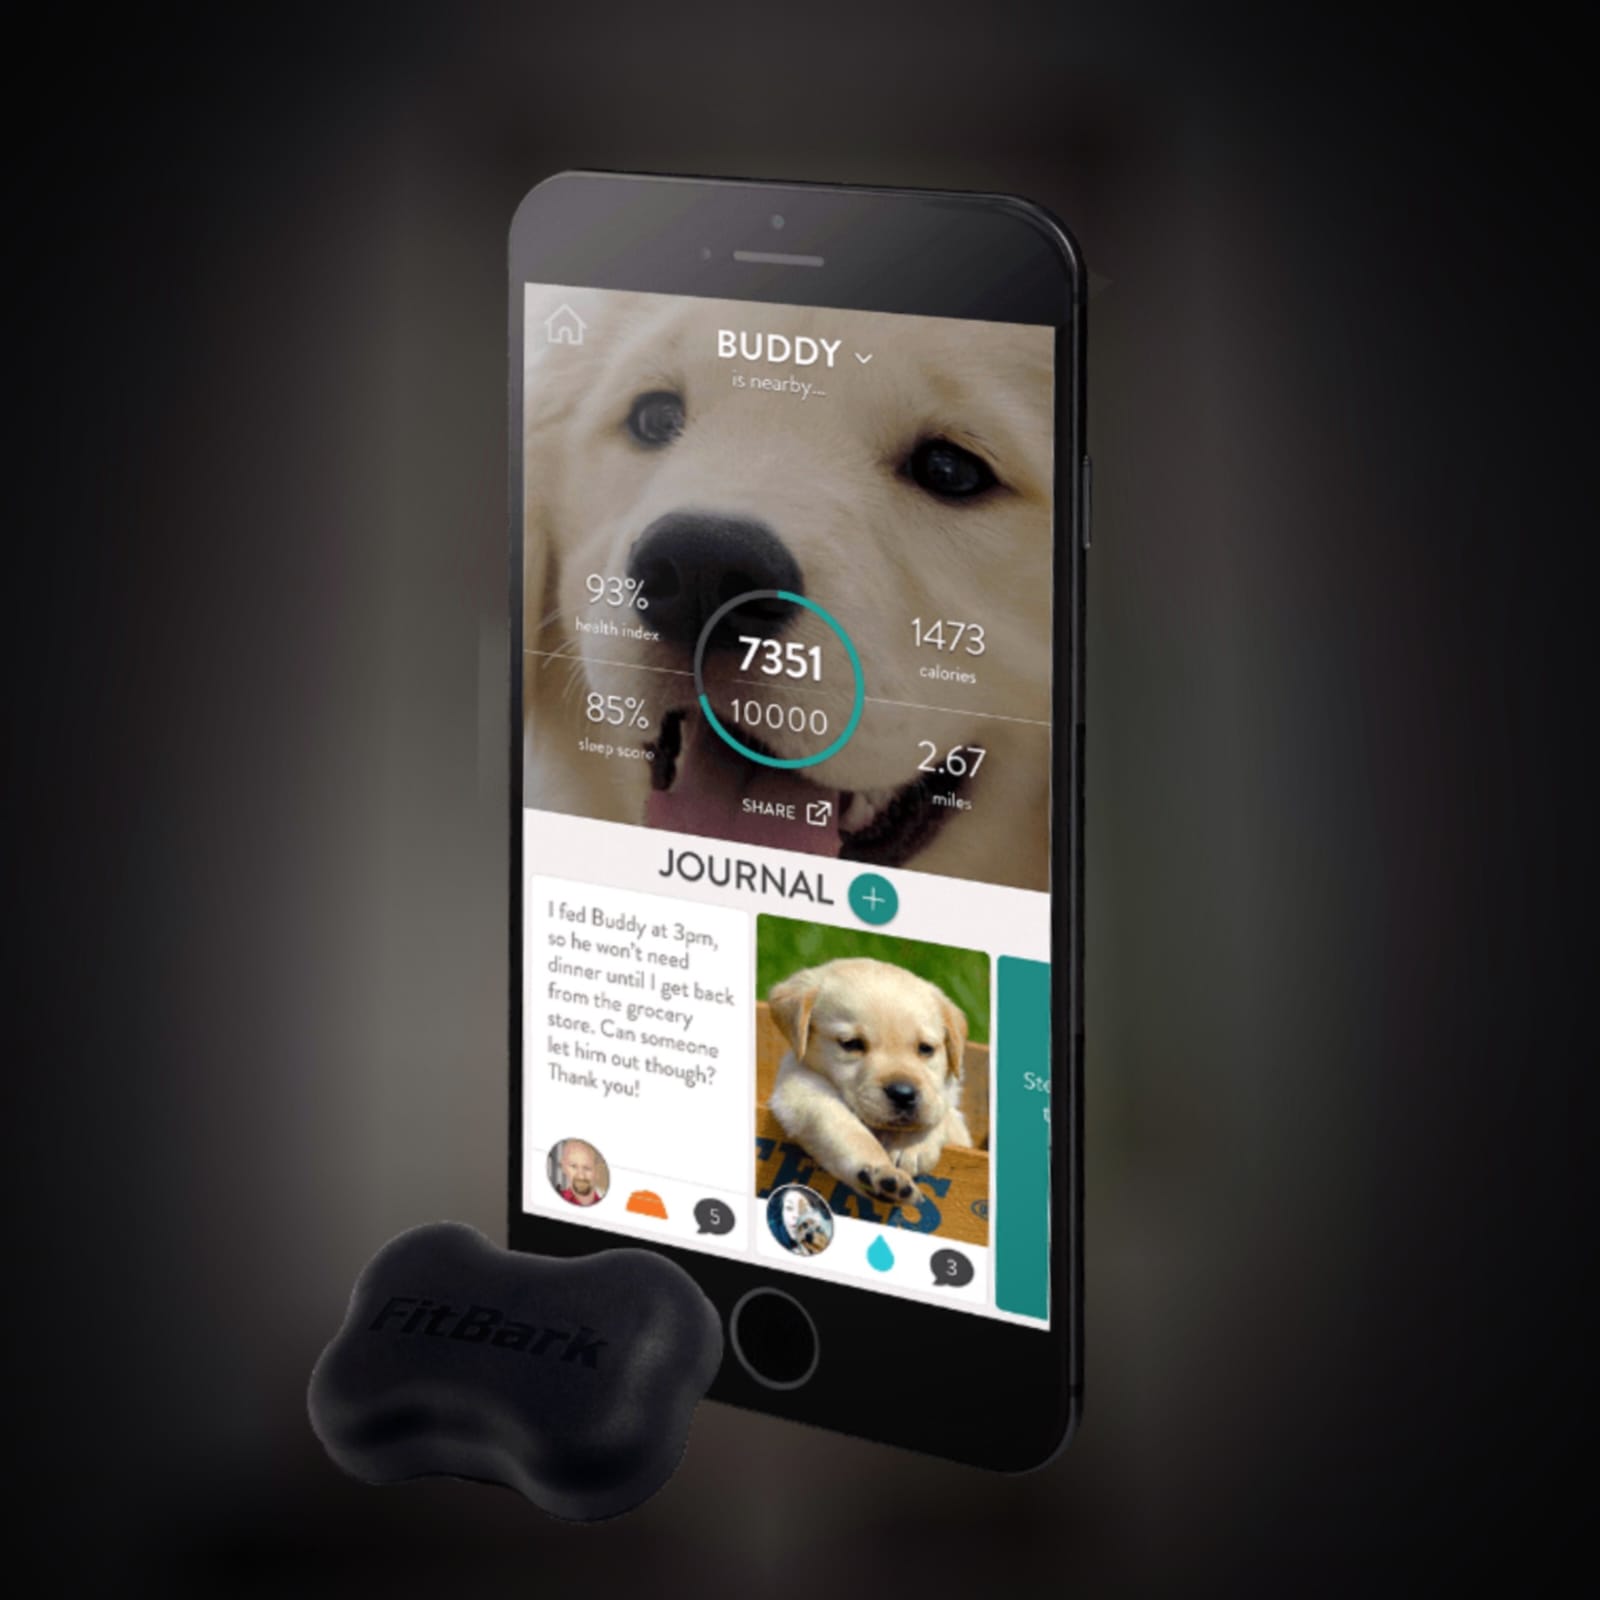 BUDDY
is nearby...
93%
health index
7351
10000
1473
calories
85%
sleep score
2.67
miles
SHARE
JOURNAL
I fed Buddy at 3pm,
so he won't need
dinner until I get back
from the grocery
store. Can someone
let him out though?
Thank you!
5
3
FitBark